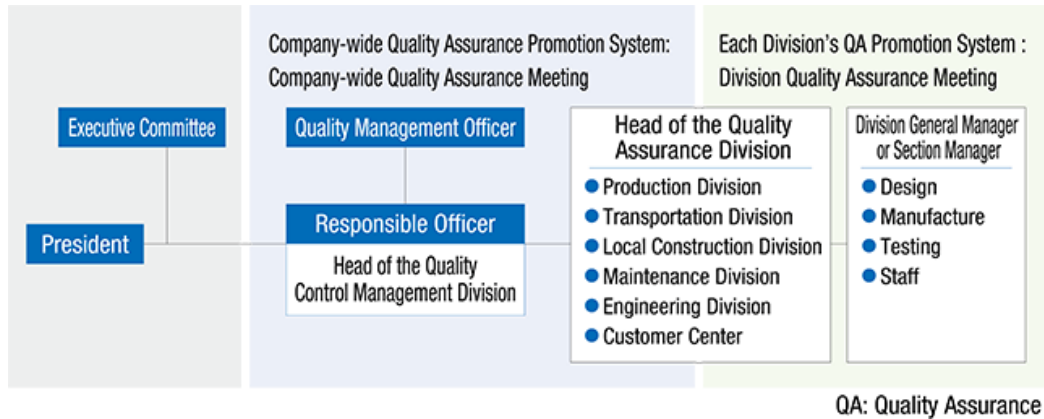 Company-wide Quality Assurance Promotion System:
Company-wide Quality Assurance Meeting
Each Division's QA Promotion System :
Division Quality Assurance Meeting
Executive Committee
President
Quality Management Officer
Responsible Officer
Head of the Quality
Control Management Division
Head of the Quality
Assurance Division
Production Division
Transportation Division
Local Construction Division
Maintenance Division
Engineering Division
Customer Center
Division General Manager
or Section Manager
Design
Manufacture
Testing
Staff
QA: Quality Assurance